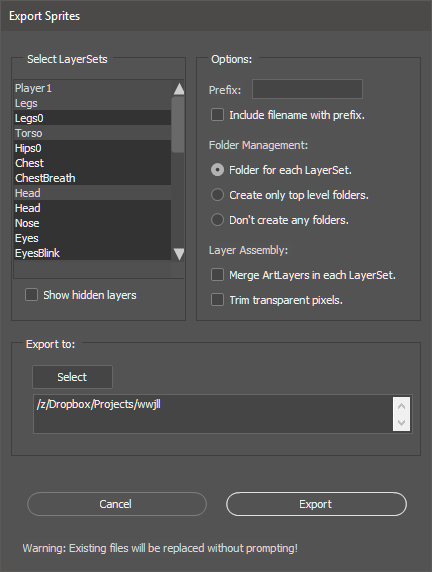 Export Sprites
Select LayerSets
Player1
Legs
Legs0
Torso
Hips0
Chest
ChestBreath
Head
Head
Nose
Eyes
EyesBlink
Show hidden layers
Options:
Prefix:
Include filename with prefix.
Folder Management:
Folder for each LayerSet.
Create only top level folders.
Don't create any folders.
Layer Assembly:
Merge ArtLayers in each LayerSet.
Trim transparent pixels.
Export to:
Select
/z/Dropbox/Projects/wwjll
Cancel
Export
Warning: Existing files will be replaced without prompting!